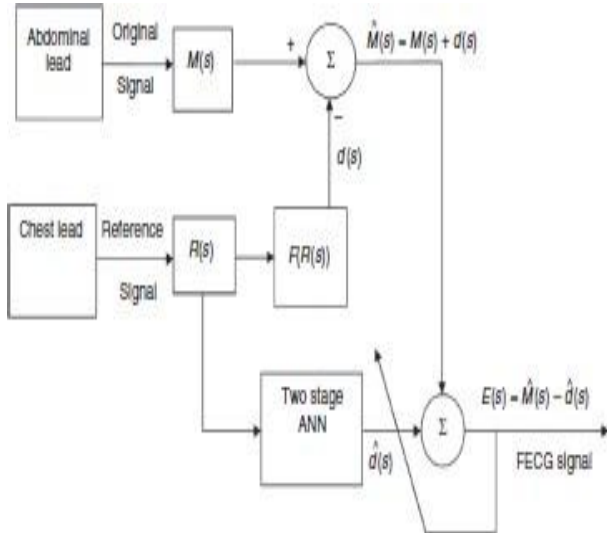 Abdominal
lead
Original
Signal
M(s)
+
Σ
M̂(s) = M(s) + d(s)
−
d(s)
Chest lead
Reference
Signal
R(s)
F(R(s))
Two stage
ANN
d̂(s)
Σ
E(s) = M̂(s) − d̂(s)
FECG signal